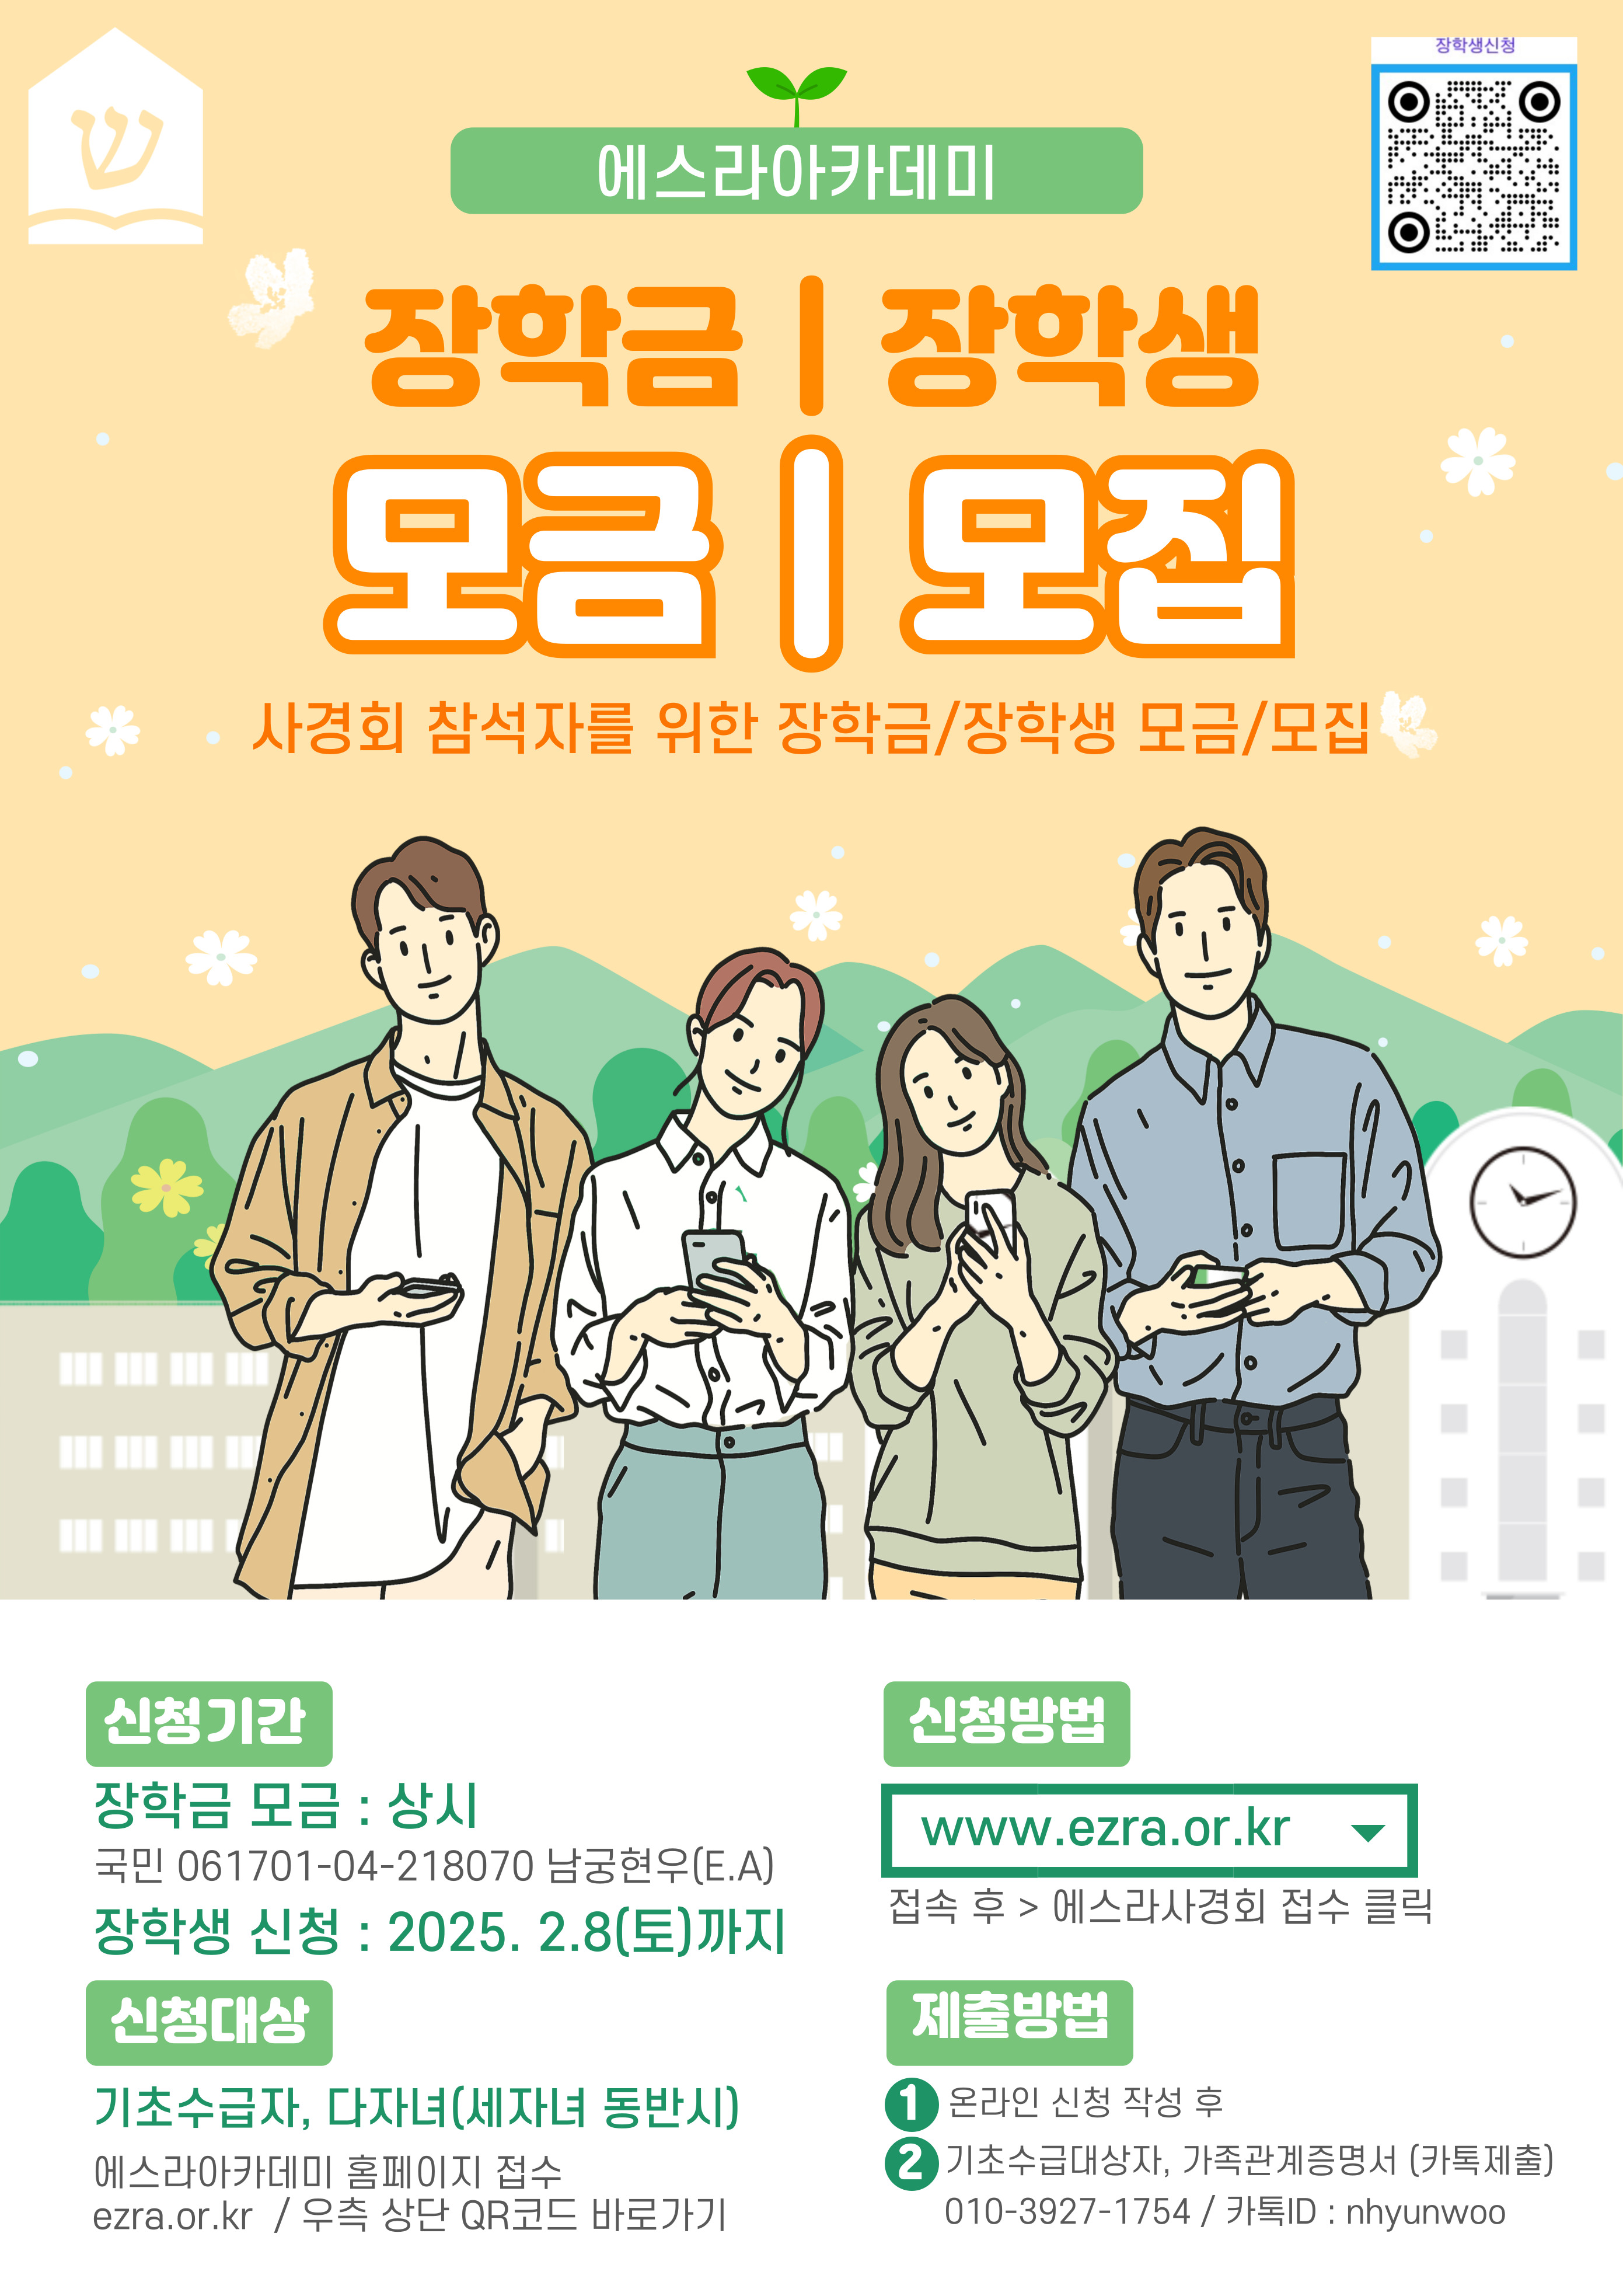 ש
장학생신청
에스라아카데미
장학금 | 장학생
모금 | 모집
사경회 참석자를 위한 장학금/장학생 모금/모집
신청기간
장학금 모금 : 상시
국민 061701-04-218070 남궁현우(E.A)
장학생 신청 : 2025. 2.8(토)까지
신청대상
기초수급자, 다자녀(세자녀 동반시)
에스라아카데미 홈페이지 접수
ezra.or.kr / 우측 상단 QR코드 바로가기
신청방법
www.ezra.or.kr
접속 후 > 에스라사경회 접수 클릭
제출방법
1 온라인 신청 작성 후
2 기초수급대상자, 가족관계증명서 (카톡제출)
010-3927-1754 / 카톡ID : nhyunwoo